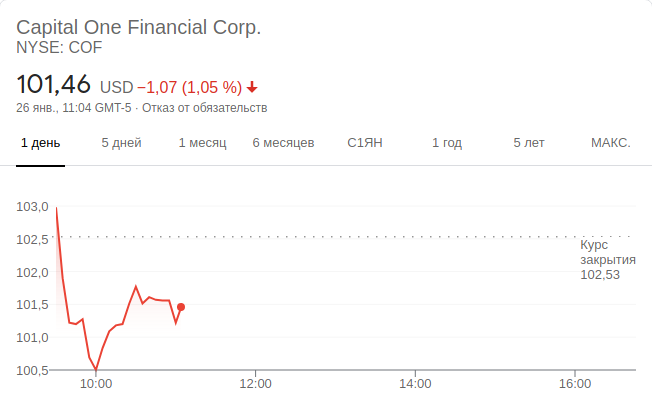 Capital One Financial Corp.
NYSE: COF
101,46 USD −1,07 (1,05 %)
26 янв., 11:04 GMT-5 · Отказ от обязательств
1 день 5 дней 1 месяц 6 месяцев С1ЯН 1 год 5 лет МАКС.
103,0
102,5
102,0
101,5
101,0
100,5
Курс
закрытия
102,53
10:00 12:00 14:00 16:00